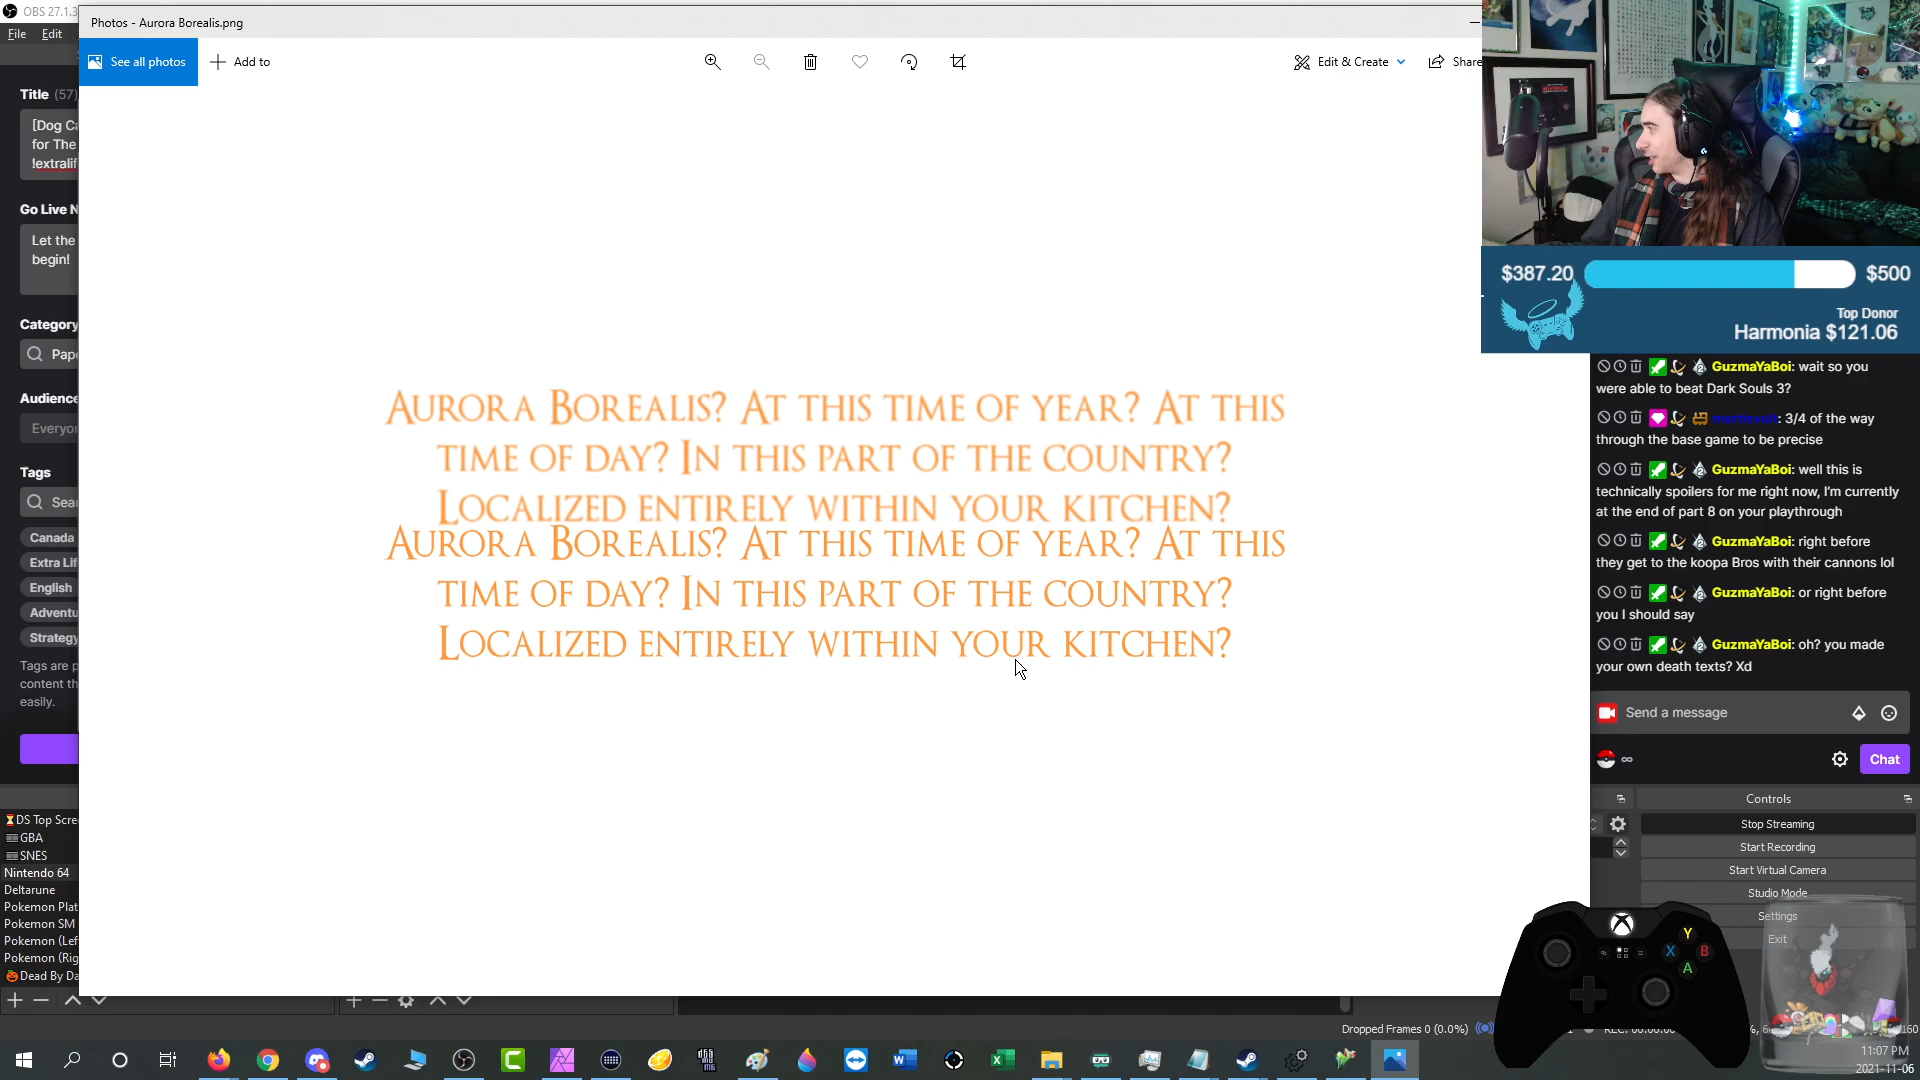 OBS 27.1.3
File Edit
Photos - Aurora Borealis.png
See all photos
Add to
Edit & Create
Share
Title (57)
[Dog Ca
for The
!extralif
Go Live N
Let the
begin!
Category
Pape
Audience
Everyon
Tags
Sear
Canada
Extra Lif
English
Adventu
Strategy
Tags are p
content th
easily.
Aurora Borealis? At this time of year? At this
time of day? In this part of the country?
Localized entirely within your kitchen?
Aurora Borealis? At this time of year? At this
time of day? In this part of the country?
Localized entirely within your kitchen?
$387.20
$500
Top Donor
Harmonia $121.06
GuzmaYaBoi: wait so you
were able to beat Dark Souls 3?
: 3/4 of the way
through the base game to be precise
GuzmaYaBoi: well this is
technically spoilers for me right now, I'm currently
at the end of part 8 on your playthrough
GuzmaYaBoi: right before
they get to the koopa Bros with their cannons lol
GuzmaYaBoi: or right before
you I should say
GuzmaYaBoi: oh? you made
your own death texts? Xd
Send a message
∞
Chat
Controls
Stop Streaming
Start Recording
Start Virtual Camera
Studio Mode
Settings
Exit
DS Top Scre
GBA
SNES
Nintendo 64
Deltarune
Pokemon Plat
Pokemon SM
Pokemon (Lef
Pokemon (Rig
Dead By Da
Y
X B
A
Dropped Frames 0 (0.0%)
11:07 PM
2021-11-06